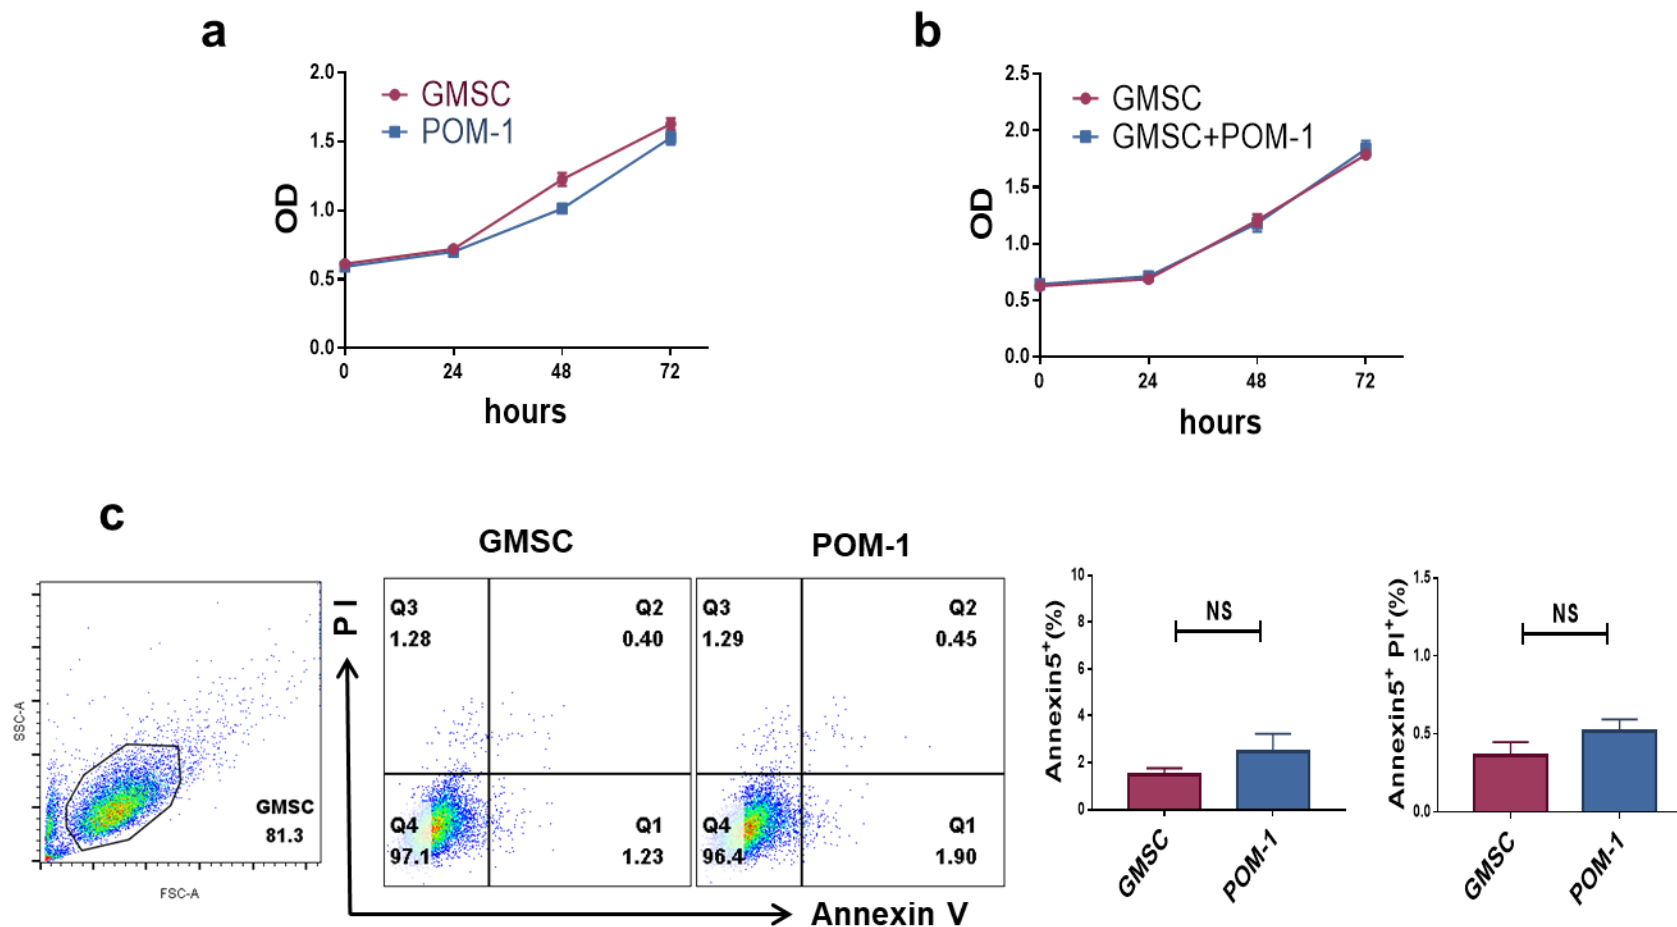 a
2.0
1.5
1.0
0.5
0.0
OD
GMSC
POM-1
0 24 48 72
hours
b
2.5
2.0
1.5
1.0
0.5
0.0
OD
GMSC
GMSC+POM-1
0 24 48 72
hours
c
SSC-A
GMSC
81.3
FSC-A
PI
GMSC
Q3
1.28
Q2
0.40
Q4
97.1
Q1
1.23
POM-1
Q3
1.29
Q2
0.45
Q4
96.4
Q1
1.90
Annexin V
Annexin5+(%)
10
8
6
4
2
0
NS
GMSC
POM-1
Annexin5+ PI+(%)
1.5
1.0
0.5
0.0
NS
GMSC
POM-1